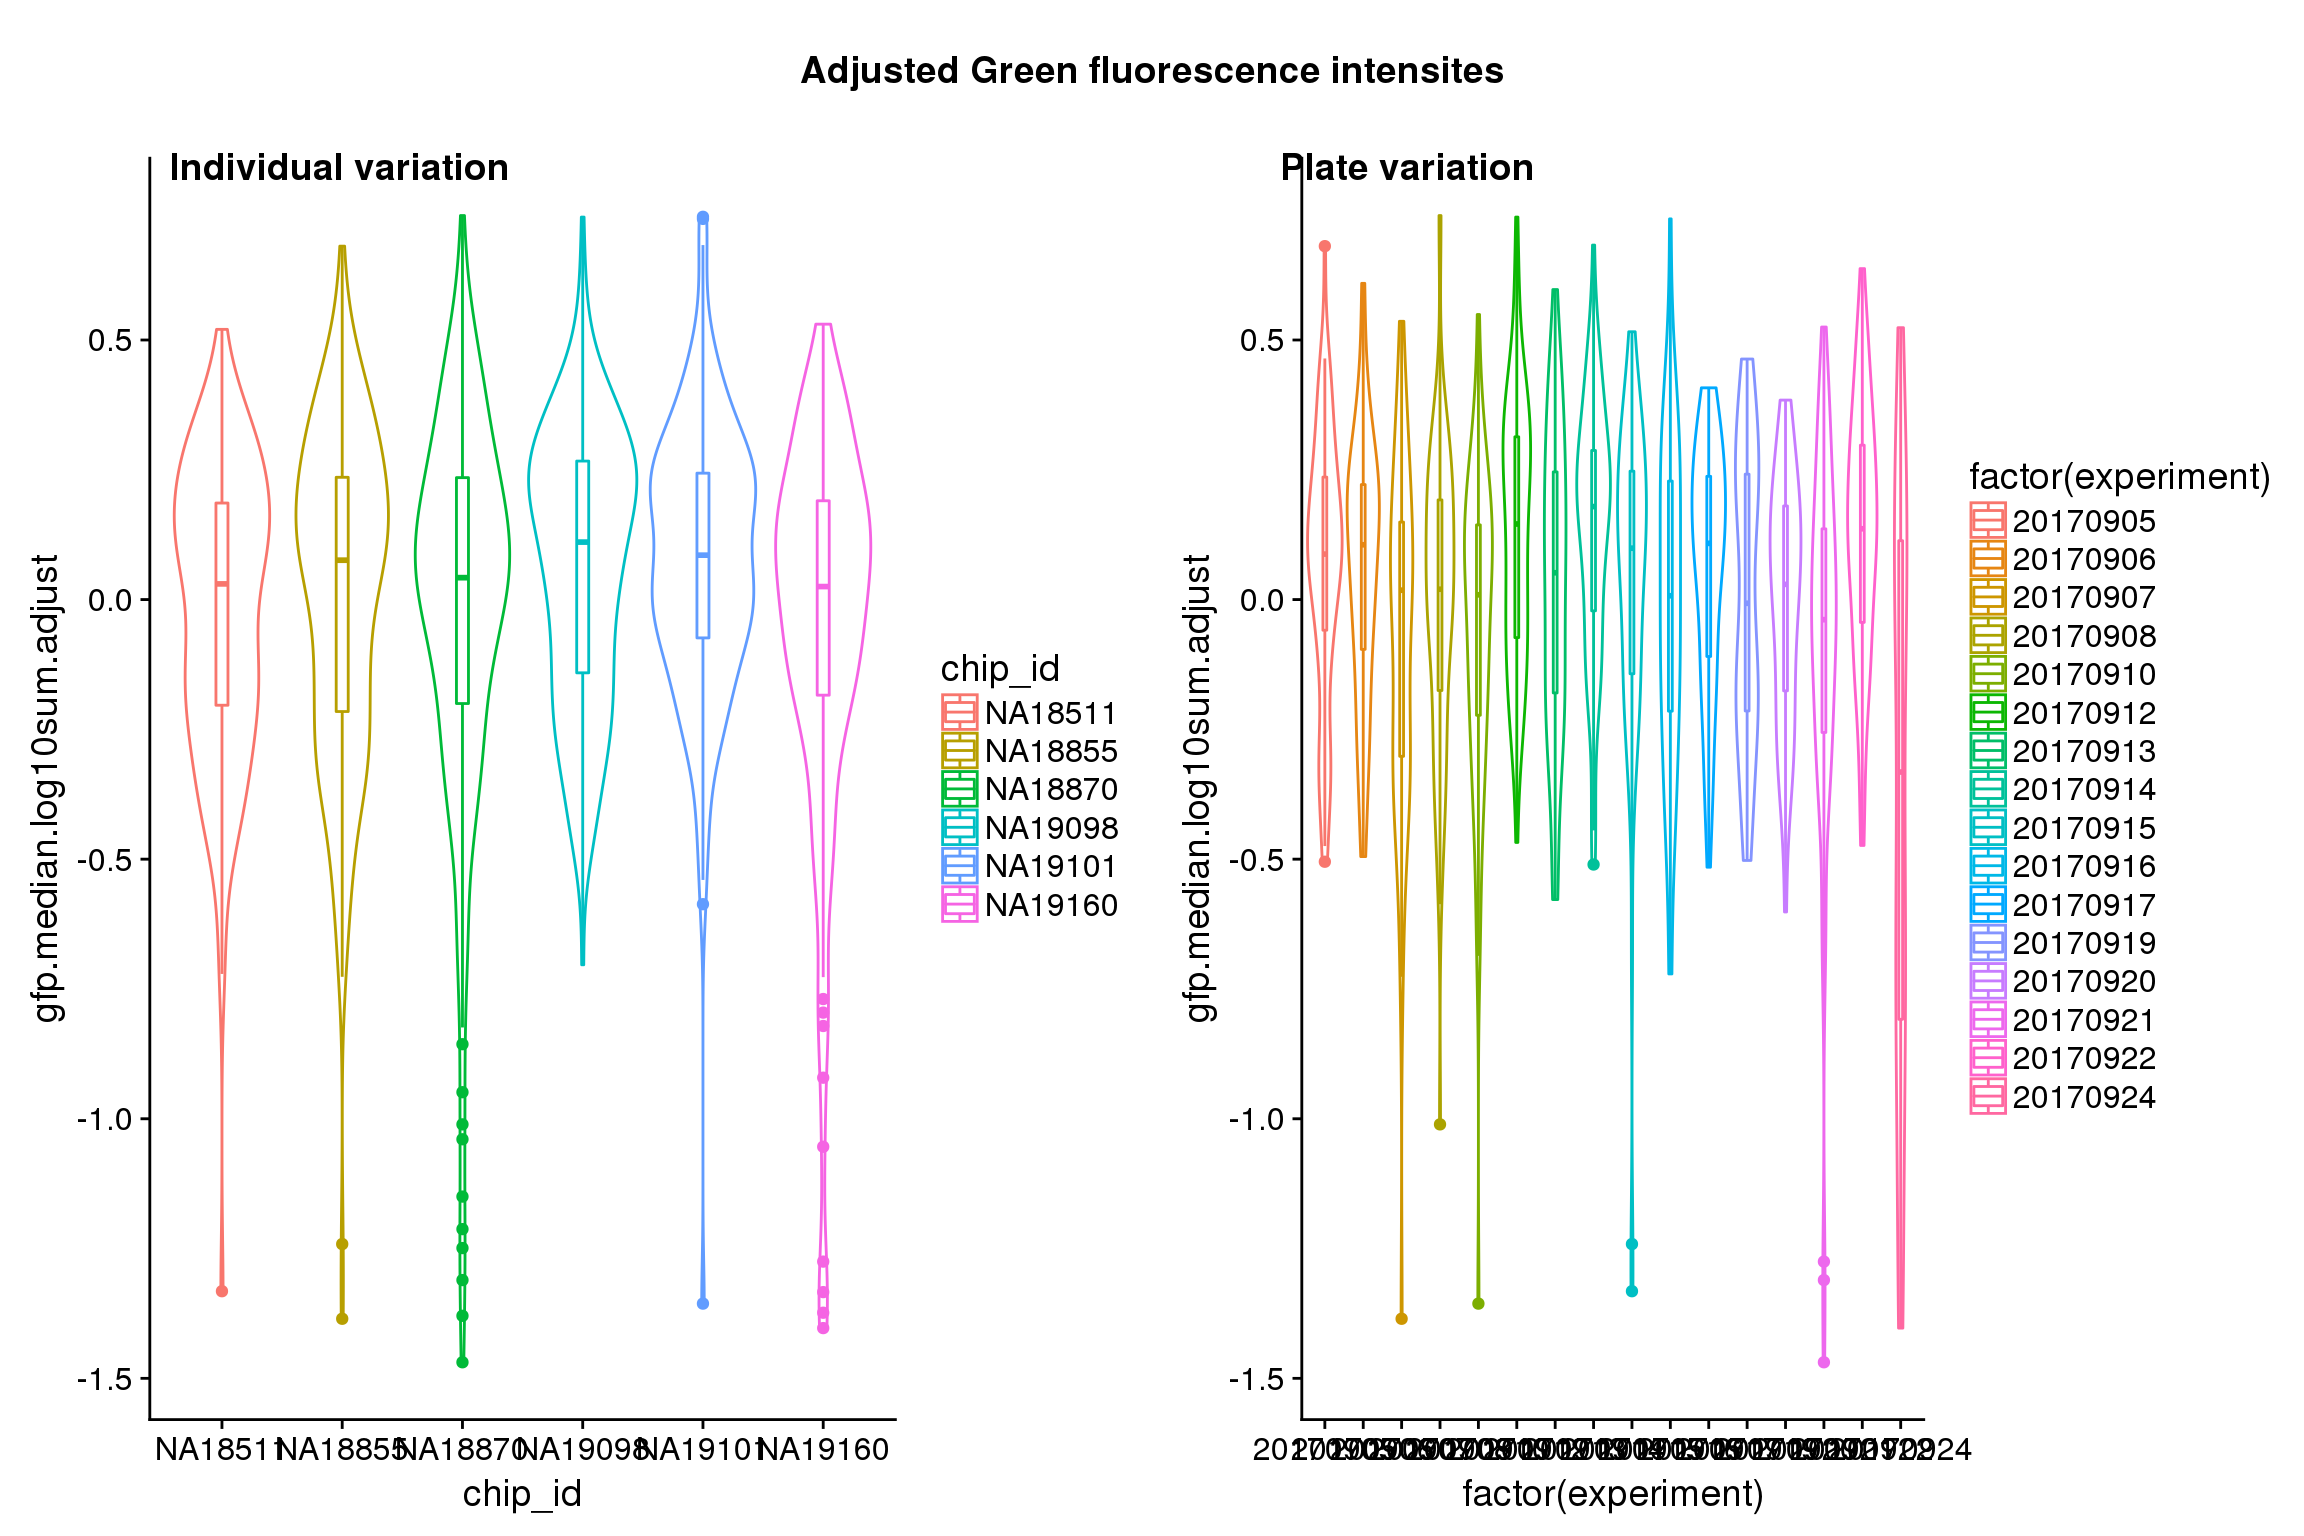 Adjusted Green fluorescence intensites
Individual variation
gfp.median.log10sum.adjust
0.5
0.0
-0.5
-1.0
-1.5
NA18511 NA18855 NA18870 NA19098 NA19101 NA19160
chip_id
chip_id
NA18511
NA18855
NA18870
NA19098
NA19101
NA19160
Plate variation
gfp.median.log10sum.adjust
0.5
0.0
-0.5
-1.0
-1.5
factor(experiment)
factor(experiment)
20170905
20170906
20170907
20170908
20170910
20170912
20170913
20170914
20170915
20170916
20170917
20170919
20170920
20170921
20170922
20170924